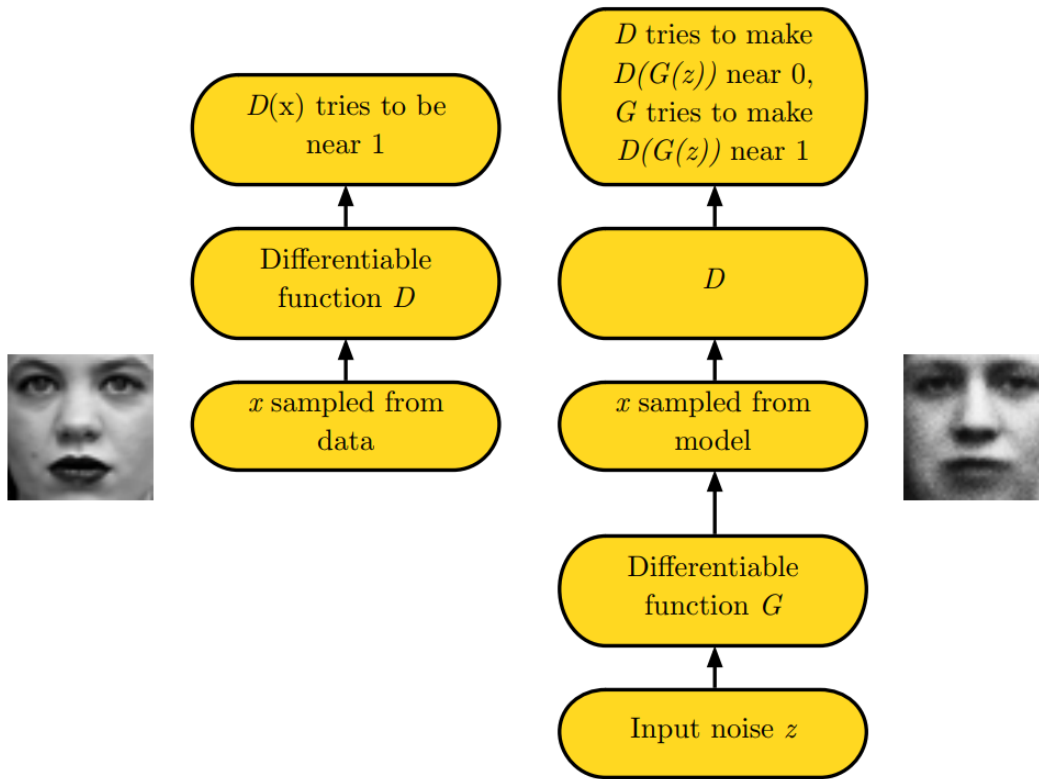 D(x) tries to be
near 1
Differentiable
function D
x sampled from
data
D tries to make
D(G(z)) near 0,
G tries to make
D(G(z)) near 1
D
x sampled from
model
Differentiable
function G
Input noise z